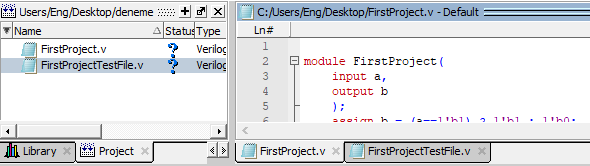 C:/Users/Eng/Desktop/deneme
Name Status Type
FirstProject.v Verilog
FirstProjectTestFile.v Verilog
Library Project
C:/Users/Eng/Desktop/FirstProject.v - Default
Ln#
1
2 module FirstProject(
3 input a,
4 output b
5 );
6 assign b = (a==1'b1) ? 1'b1 : 1'b0;
FirstProject.v FirstProjectTestFile.v